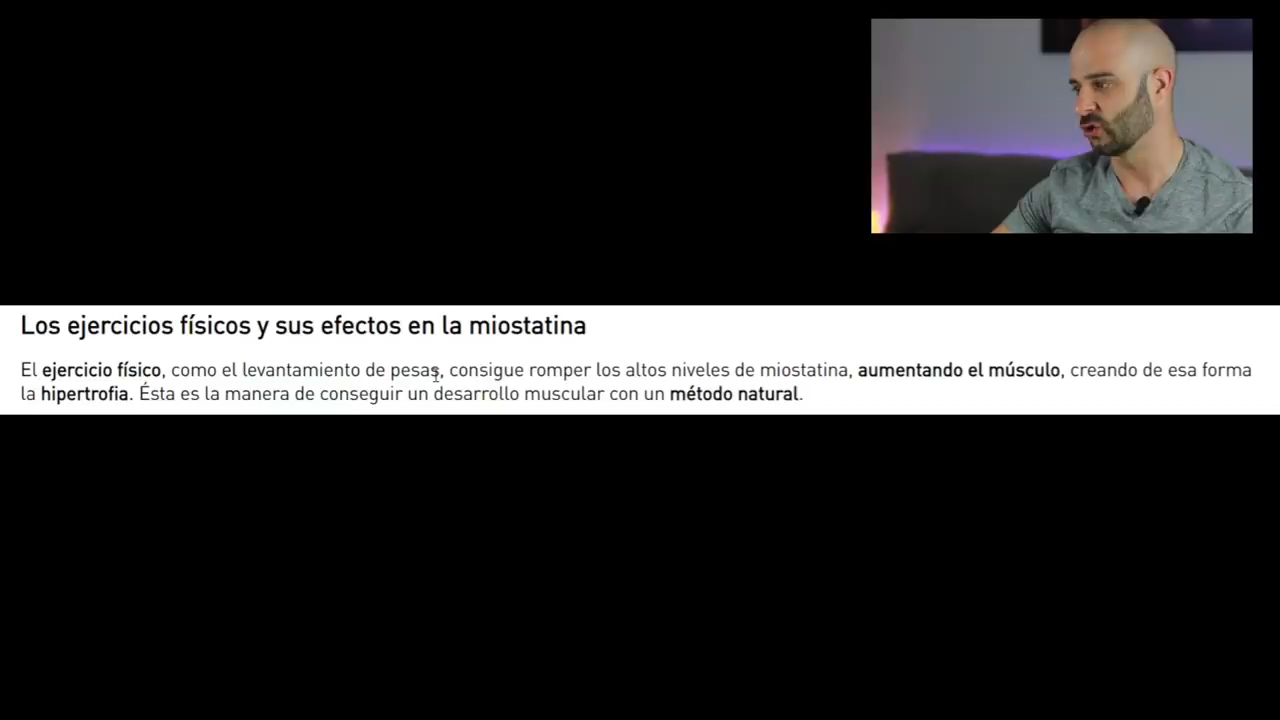 Los ejercicios físicos y sus efectos en la miostatina
El ejercicio físico, como el levantamiento de pesas, consigue romper los altos niveles de miostatina, aumentando el músculo, creando de esa forma
la hipertrofia. Ésta es la manera de conseguir un desarrollo muscular con un método natural.